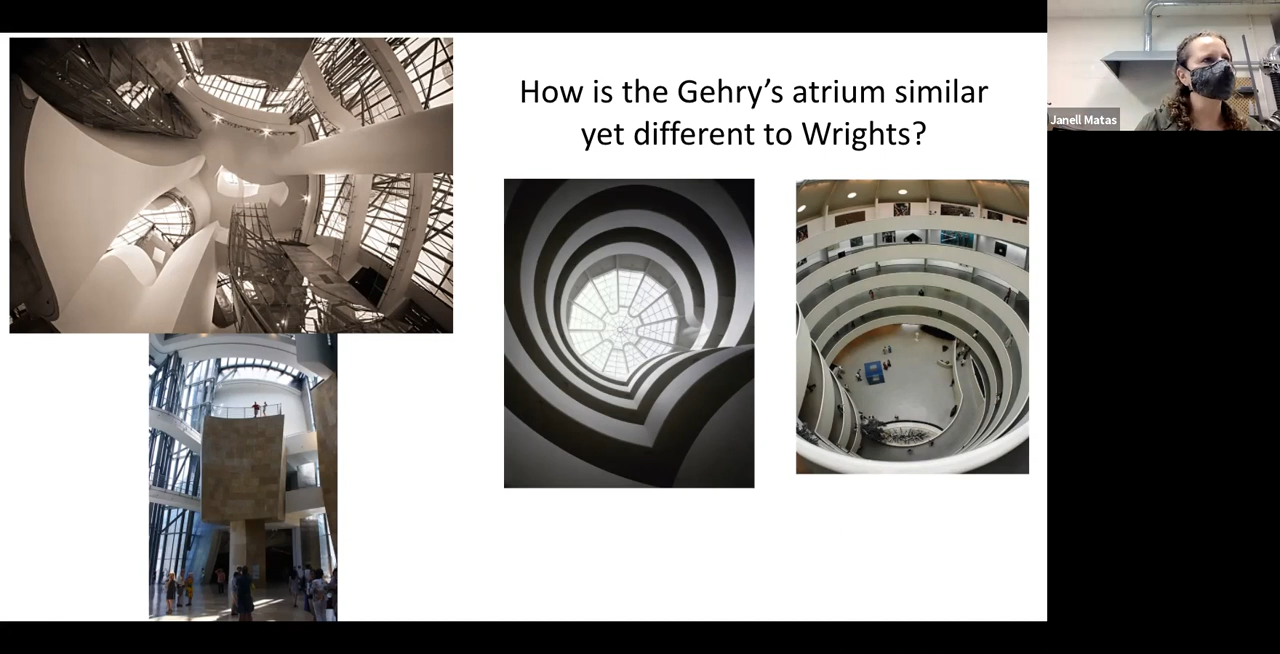 How is the Gehry’s atrium similar
yet different to Wrights?
Janell Matas